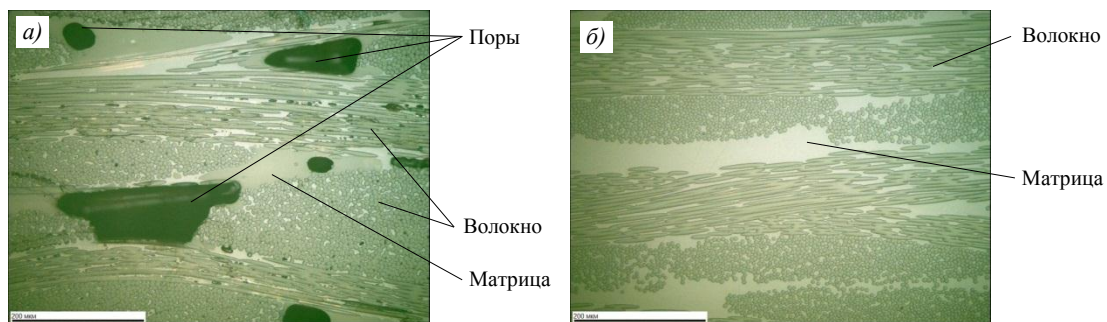 а)
Поры
Волокно
Матрица
200 мкм
б)
Волокно
Матрица
200 мкм